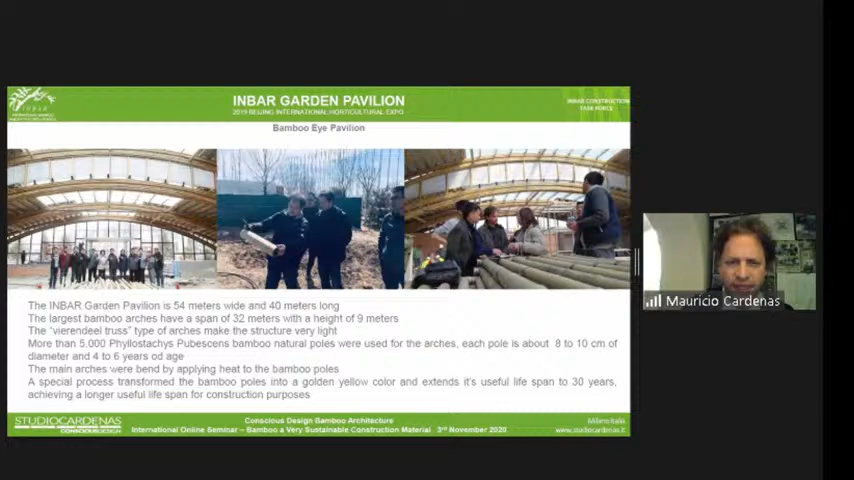 INBAR GARDEN PAVILION
2019 BEIJING INTERNATIONAL HORTICULTURAL EXPO
INBAR CONSTRUCTION
TASK FORCE
INBAR
Bamboo Eye Pavilion
The INBAR Garden Pavilion is 54 meters wide and 40 meters long
The largest bamboo arches have a span of 32 meters with a height of 9 meters
The “vierendeel truss” type of arches make the structure very light
More than 5.000 Phyllostachys Pubescens bamboo natural poles were used for the arches, each pole is about 8 to 10 cm of
diameter and 4 to 6 years od age
The main arches were bend by applying heat to the bamboo poles
A special process transformed the bamboo poles into a golden yellow color and extends it’s useful life span to 30 years,
achieving a longer useful life span for construction purposes
Mauricio Cardenas
STUDIOCARDENAS
CONSCIOUSDESIGN
Conscious Design Bamboo Architecture
International Online Seminar – Bamboo a Very Sustainable Construction Material 3rd November 2020
Milano Italia
www.studiocardenas.it